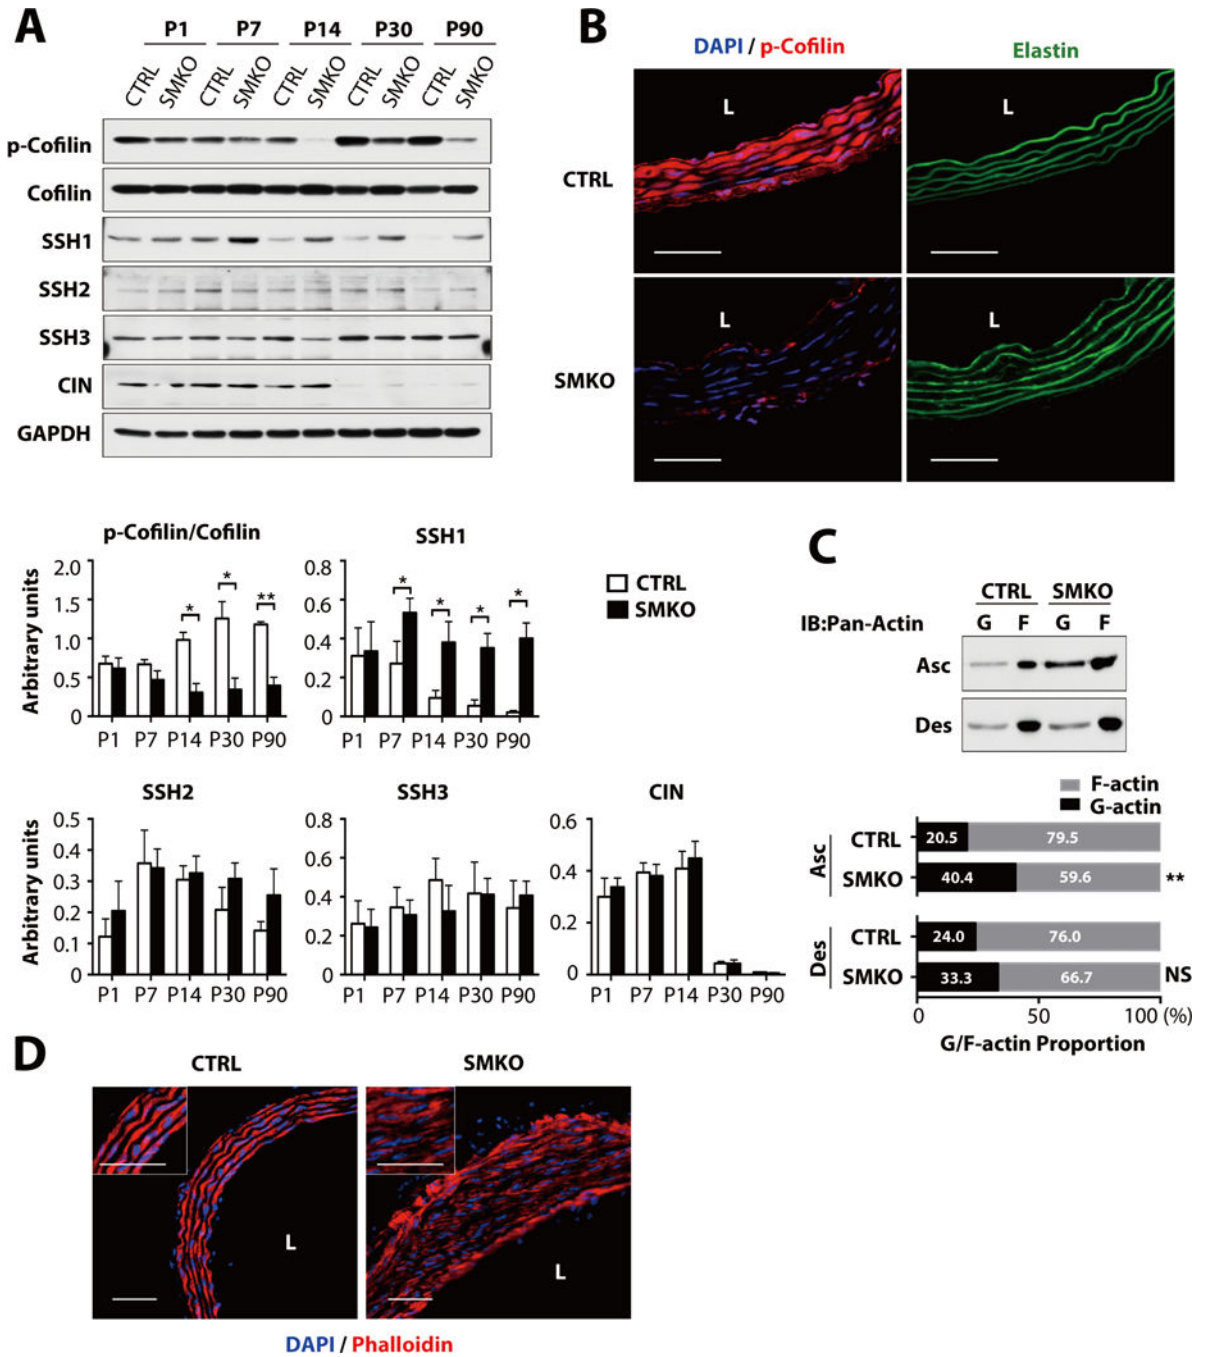 A
P1 P7 P14 P30 P90
CTRL SMKO CTRL SMKO CTRL SMKO CTRL SMKO CTRL SMKO
p-Cofilin
Cofilin
SSH1
SSH2
SSH3
CIN
GAPDH
p-Cofilin/Cofilin
Arbitrary units
2.0
1.5
1.0
0.5
0
* * **
P1 P7 P14 P30 P90
SSH1
0.8
0.6
0.4
0.2
0
* * * *
P1 P7 P14 P30 P90
CTRL
SMKO
SSH2
Arbitrary units
0.5
0.4
0.3
0.2
0.1
0
P1 P7 P14 P30 P90
SSH3
0.8
0.6
0.4
0.2
0
P1 P7 P14 P30 P90
CIN
0.6
0.4
0.2
0
P1 P7 P14 P30 P90
B
DAPI / p-Cofilin
Elastin
CTRL
L
L
SMKO
L
L
C
CTRL SMKO
IB:Pan-Actin G F G F
Asc
Des
F-actin
G-actin
Asc
CTRL 20.5 79.5
SMKO 40.4 59.6 **
Des
CTRL 24.0 76.0
SMKO 33.3 66.7 NS
0 50 100 (%)
G/F-actin Proportion
D
CTRL
SMKO
L
L
DAPI / Phalloidin